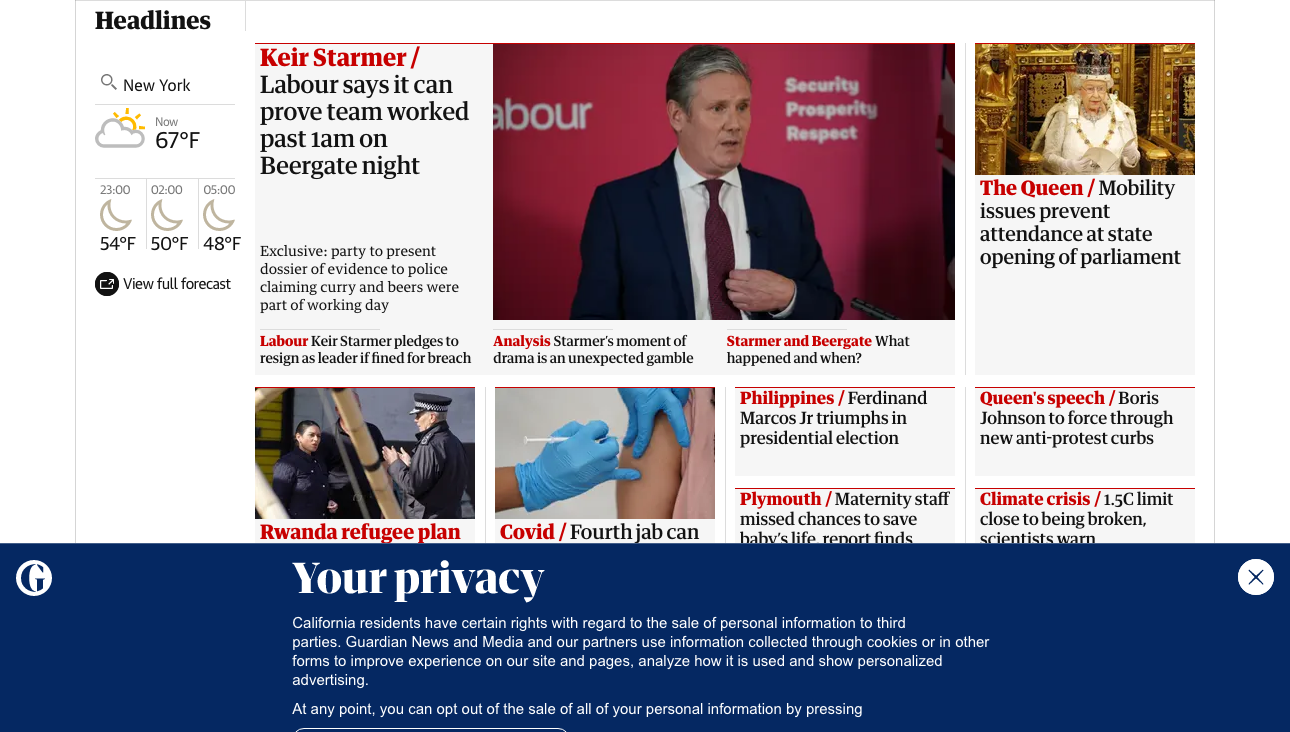 Headlines
New York
Now
67°F
23:00
02:00
05:00
54°F
50°F
48°F
View full forecast
Keir Starmer /
Labour says it can
prove team worked
past 1am on
Beergate night
Exclusive: party to present
dossier of evidence to police
claiming curry and beers were
part of working day
abour
Security
Prosperity
Respect
Labour Keir Starmer pledges to
resign as leader if fined for breach
Analysis Starmer's moment of
drama is an unexpected gamble
Starmer and Beergate What
happened and when?
The Queen / Mobility
issues prevent
attendance at state
opening of parliament
Rwanda refugee plan
Covid / Fourth jab can
Philippines / Ferdinand
Marcos Jr triumphs in
presidential election
Queen's speech / Boris
Johnson to force through
new anti-protest curbs
Plymouth / Maternity staff
missed chances to save
baby's life, report finds
Climate crisis / 1.5C limit
close to being broken,
scientists warn
G
Your privacy
California residents have certain rights with regard to the sale of personal information to third
parties. Guardian News and Media and our partners use information collected through cookies or in other
forms to improve experience on our site and pages, analyze how it is used and show personalized
advertising.
At any point, you can opt out of the sale of all of your personal information by pressing